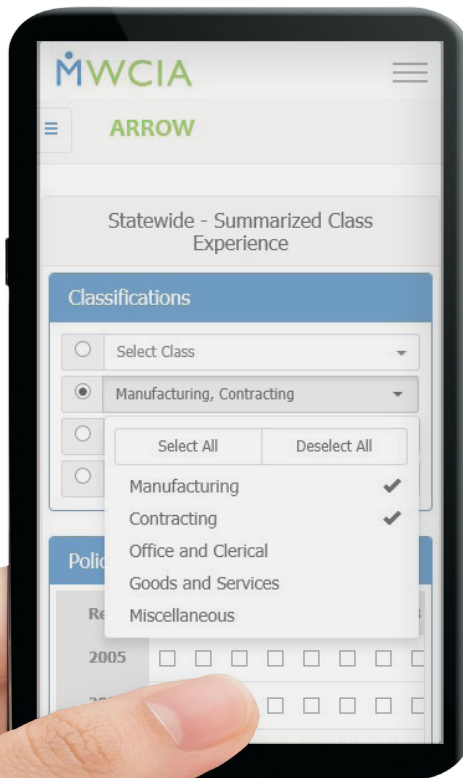 MWCIA
ARROW
Statewide - Summarized Class
Experience
Classifications
Select Class
Manufacturing, Contracting
Select All Deselect All
Manufacturing
Contracting
Office and Clerical
Goods and Services
Miscellaneous
2005